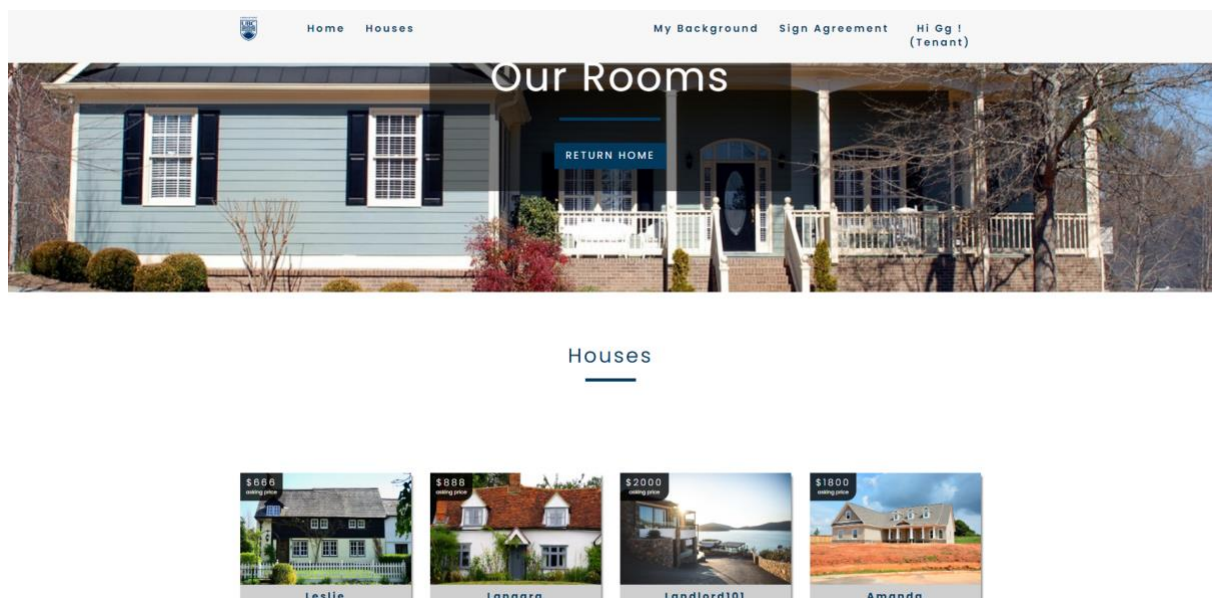 UBC
Home Houses My Background Sign Agreement Hi Gg !
(Tenant)
Our Rooms
RETURN HOME
Houses
$666
asking price
$888
asking price
$2000
asking price
$1800
asking price
Leslie Langara Landlord101 Amanda